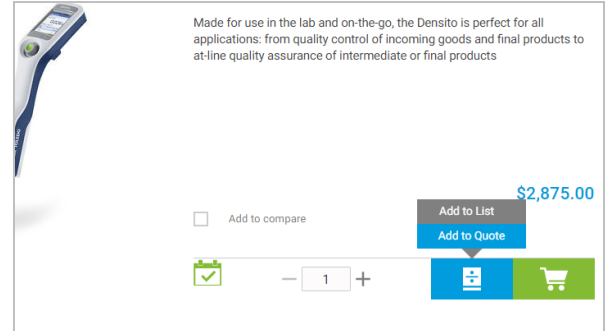 Made for use in the lab and on-the-go, the Densito is perfect for all
applications: from quality control of incoming goods and final products to
at-line quality assurance of intermediate or final products
$2,875.00
Add to compare
Add to List
Add to Quote
1